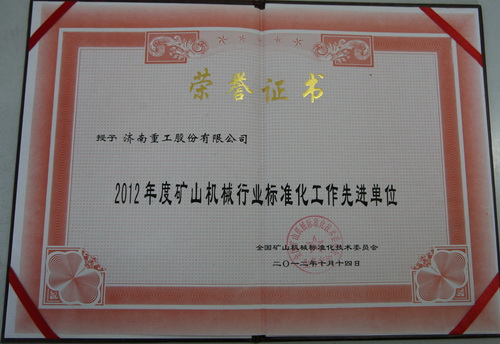 荣誉证书
授予 济南重工股份有限公司
2012年度矿山机械行业标准化工作先进单位
全国矿山机械标准化技术委员会
二〇一二年十月十四日